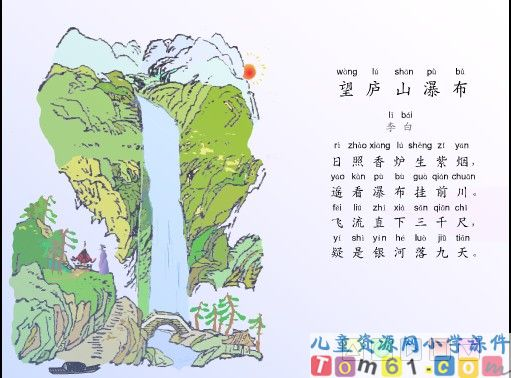 wàng lú shān pù bù
望庐山瀑布
lǐ bái
李白
rì zhào xiāng lú shēng zǐ yān
日照香炉生紫烟，
yáo kàn pù bù guà qián chuān
遥看瀑布挂前川。
fēi liú zhí xià sān qiān chǐ
飞流直下三千尺，
yí shì yín hé luò jiǔ tiān
疑是银河落九天。
儿童资源网小学课件
Tom61.com